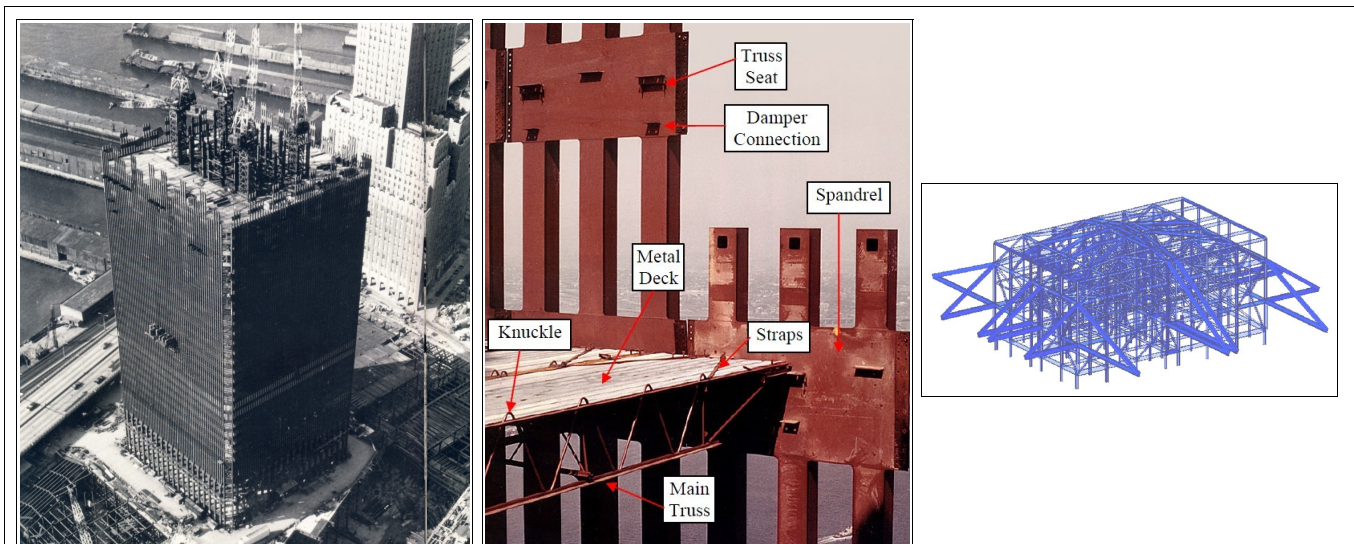 Truss
Seat
Damper
Connection
Spandrel
Metal
Deck
Knuckle
Straps
Main
Truss